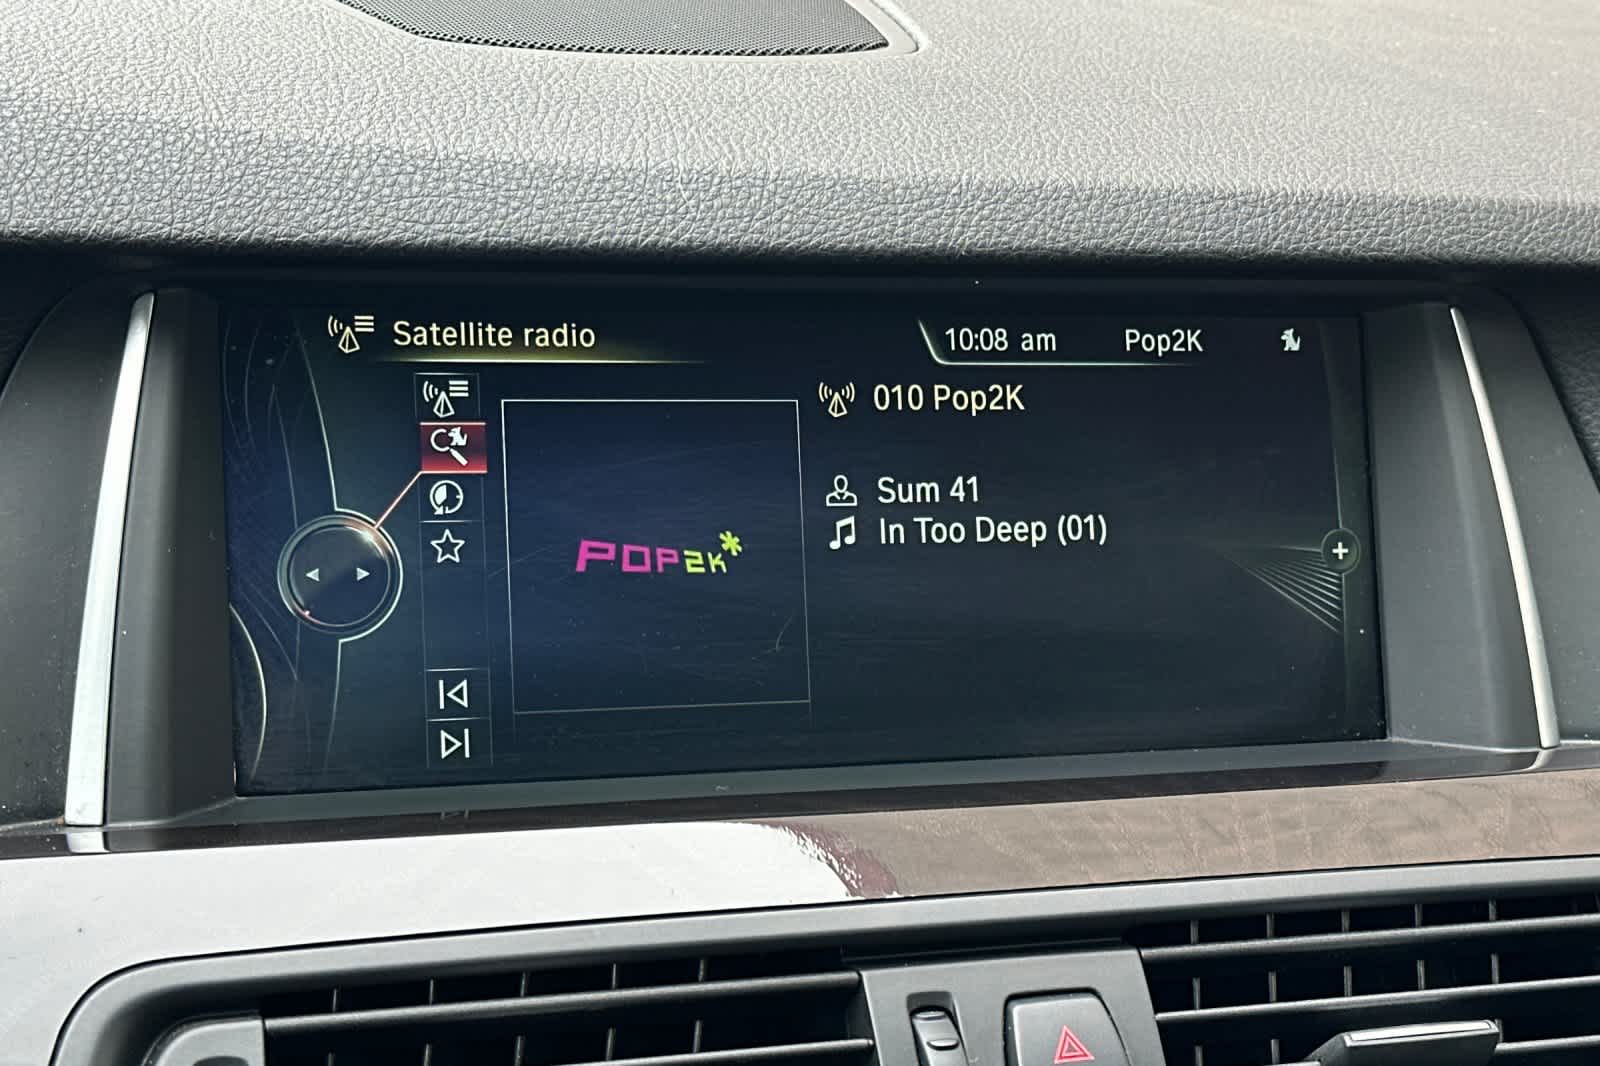 Satellite radio
10:08 am
Pop2K
010 Pop2K
Sum 41
In Too Deep (01)
POP2K*